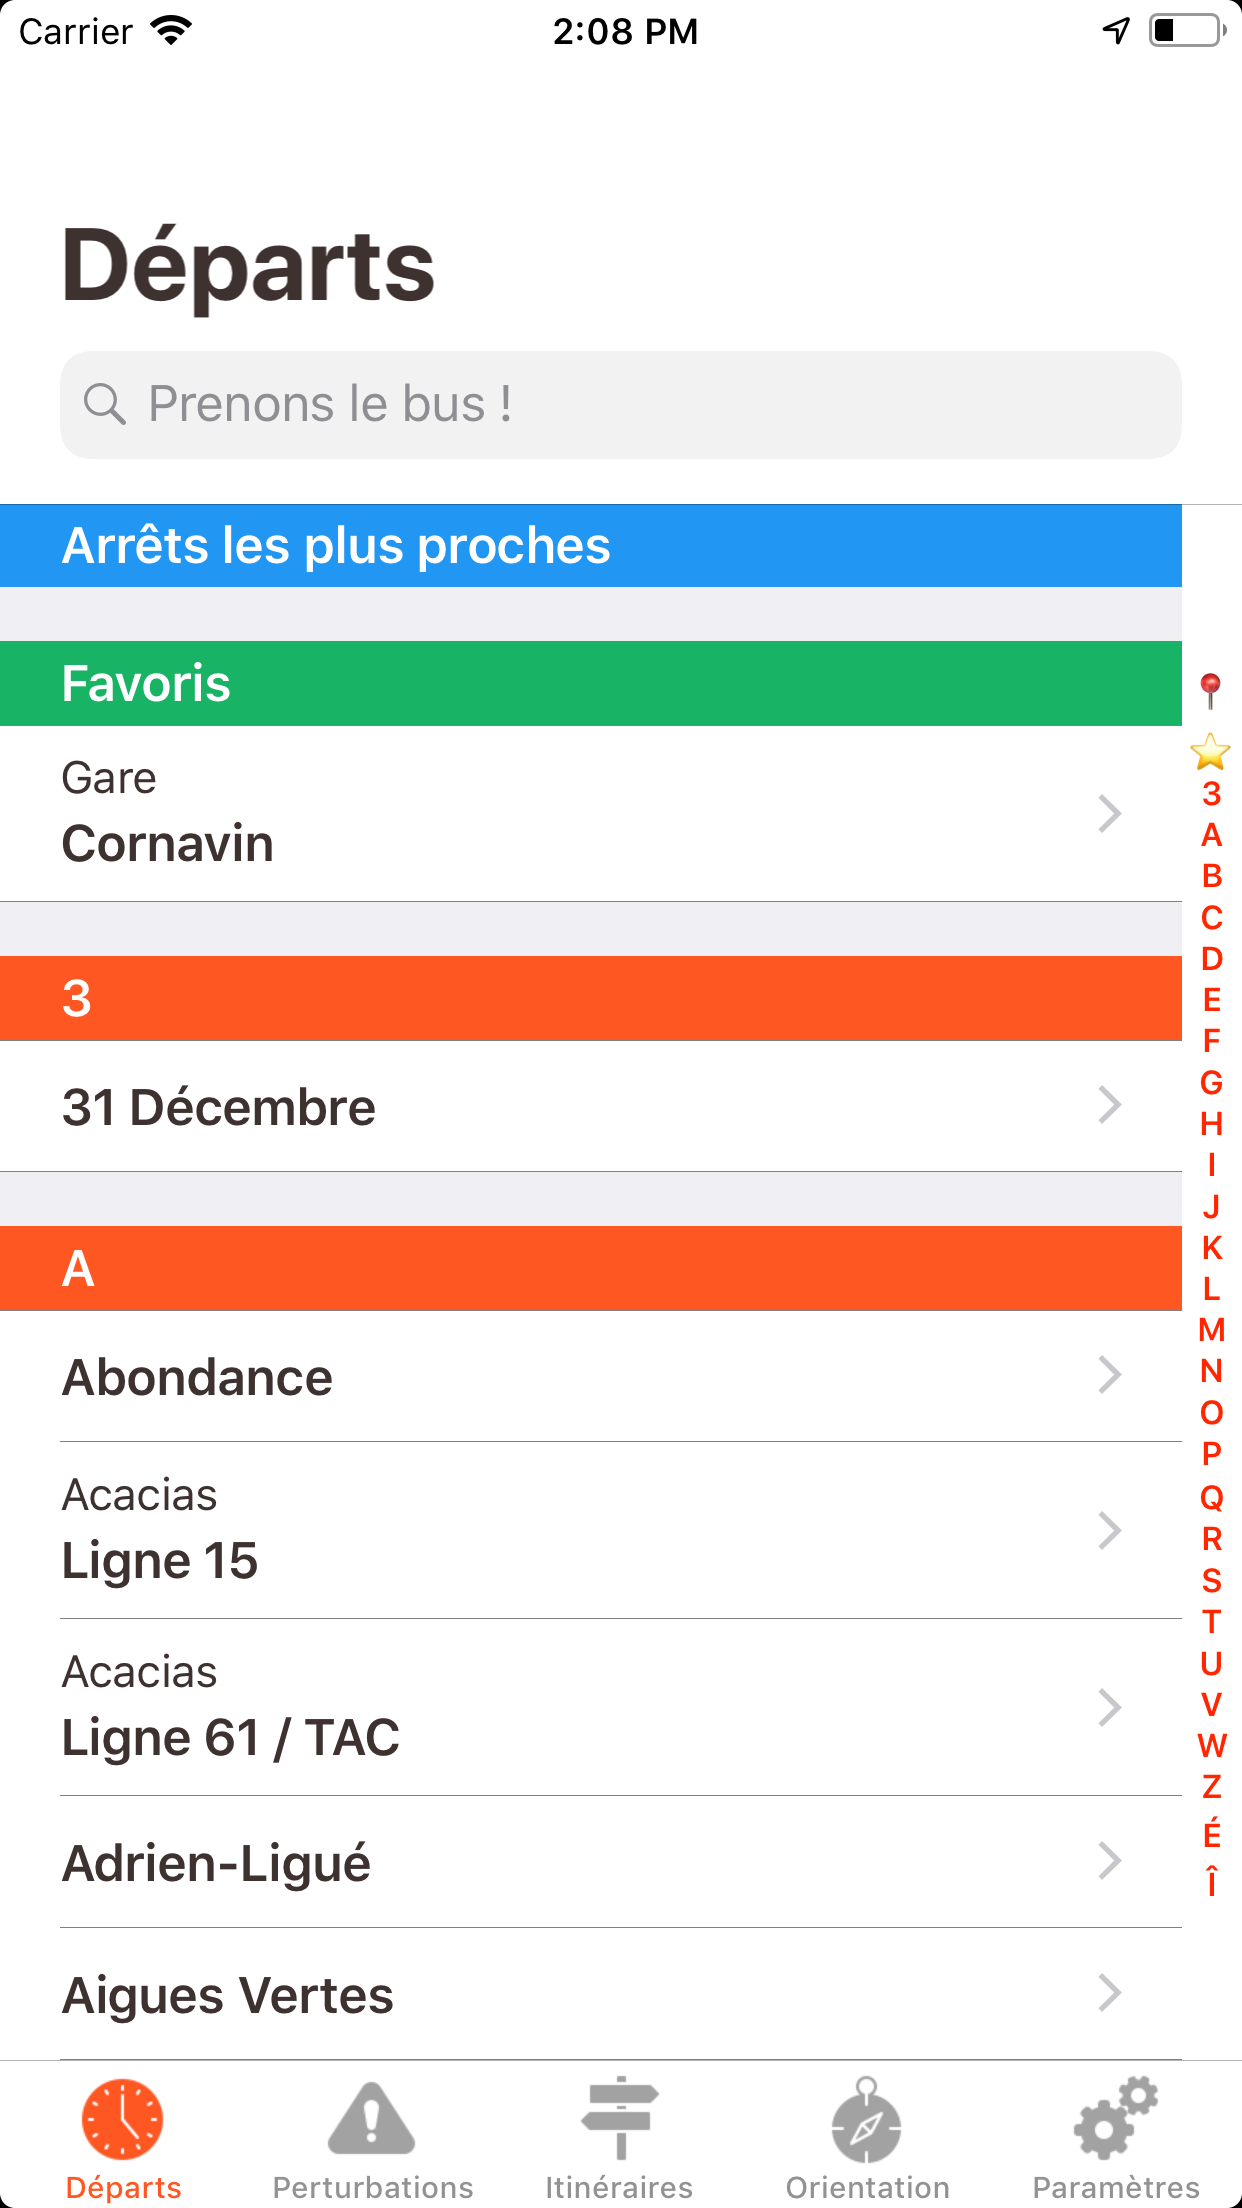 Carrier 2:08 PM
Départs
Prenons le bus !
Arrêts les plus proches
Favoris
Gare
Cornavin
3
31 Décembre
A
Abondance
Acacias
Ligne 15
Acacias
Ligne 61 / TAC
Adrien-Ligué
Aigues Vertes
3
A
B
C
D
E
F
G
H
I
J
K
L
M
N
O
P
Q
R
S
T
U
V
W
Z
É
Î
Départs Perturbations Itinéraires Orientation Paramètres